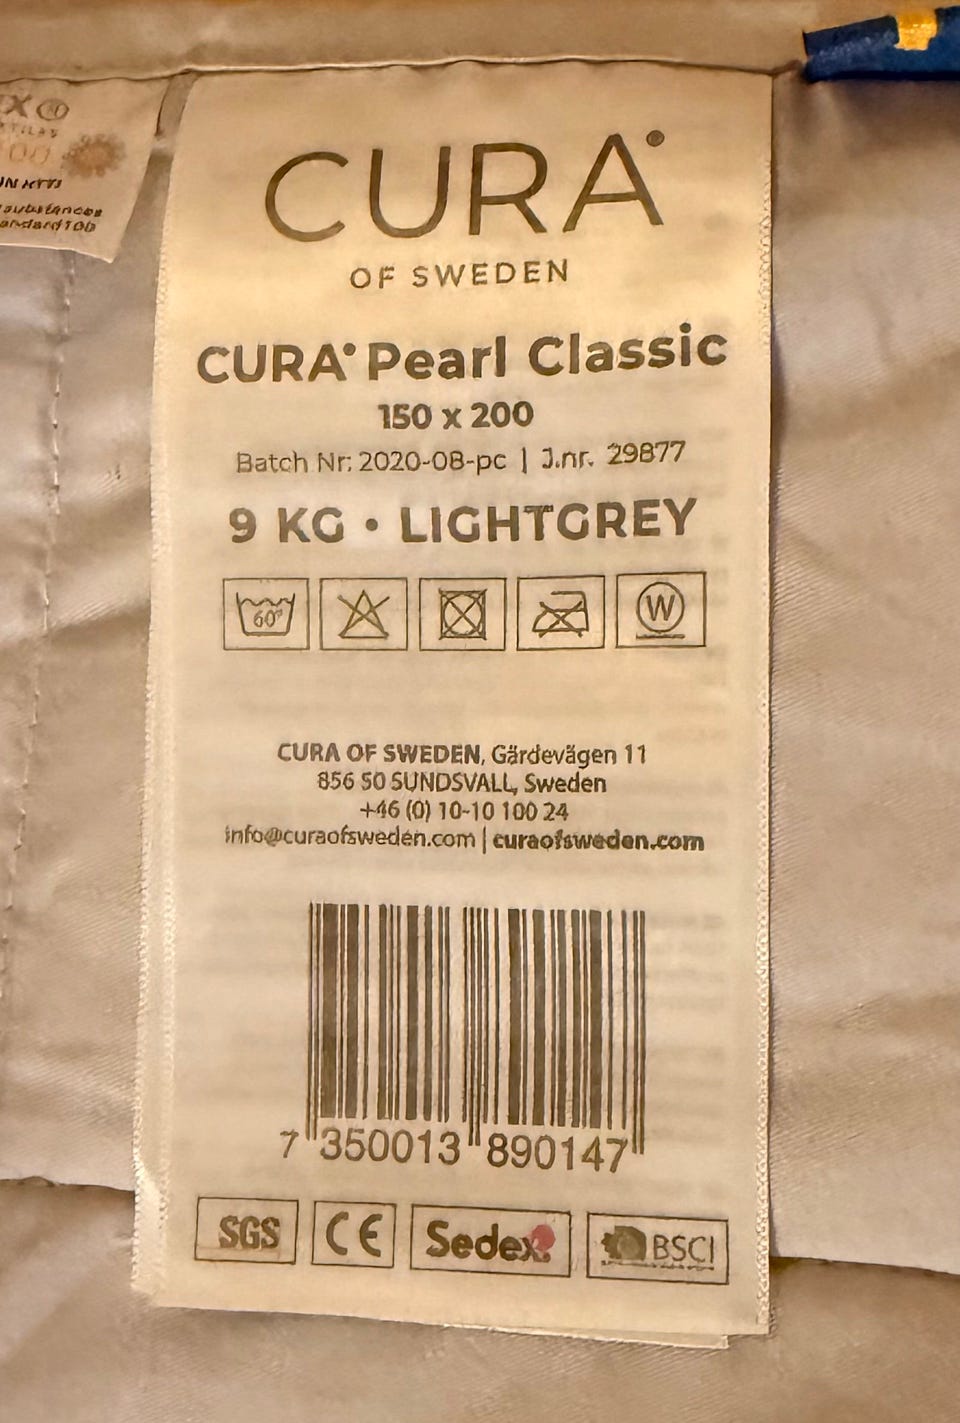 CURA
OF SWEDEN
CURA Pearl Classic
150 x 200
Batch Nr: 2020-08-pc | J.nr. 29877
9 KG • LIGHTGREY
60°
W
CURA OF SWEDEN, Gärdevägen 11
856 50 SUNDSVALL, Sweden
+46 (0) 10-10 100 24
info@curaofsweden.com | curaofsweden.com
7 350013 890147
SGS
CE
Sedex
BSCI
substances